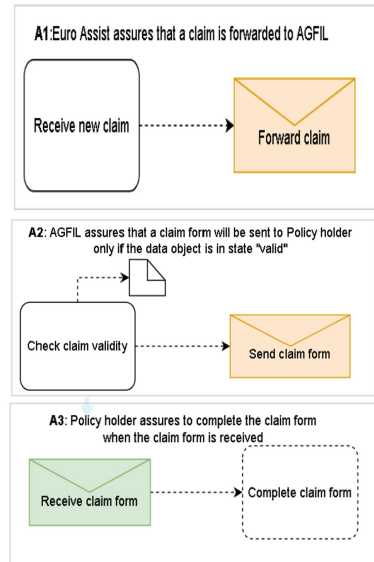 A1:Euro Assist assures that a claim is forwarded to AGFIL
Receive new claim
Forward claim
A2: AGFIL assures that a claim form will be sent to Policy holder
only if the data object is in state "valid"
Check claim validity
Send claim form
A3: Policy holder assures to complete the claim form
when the claim form is received
Receive claim form
Complete claim form